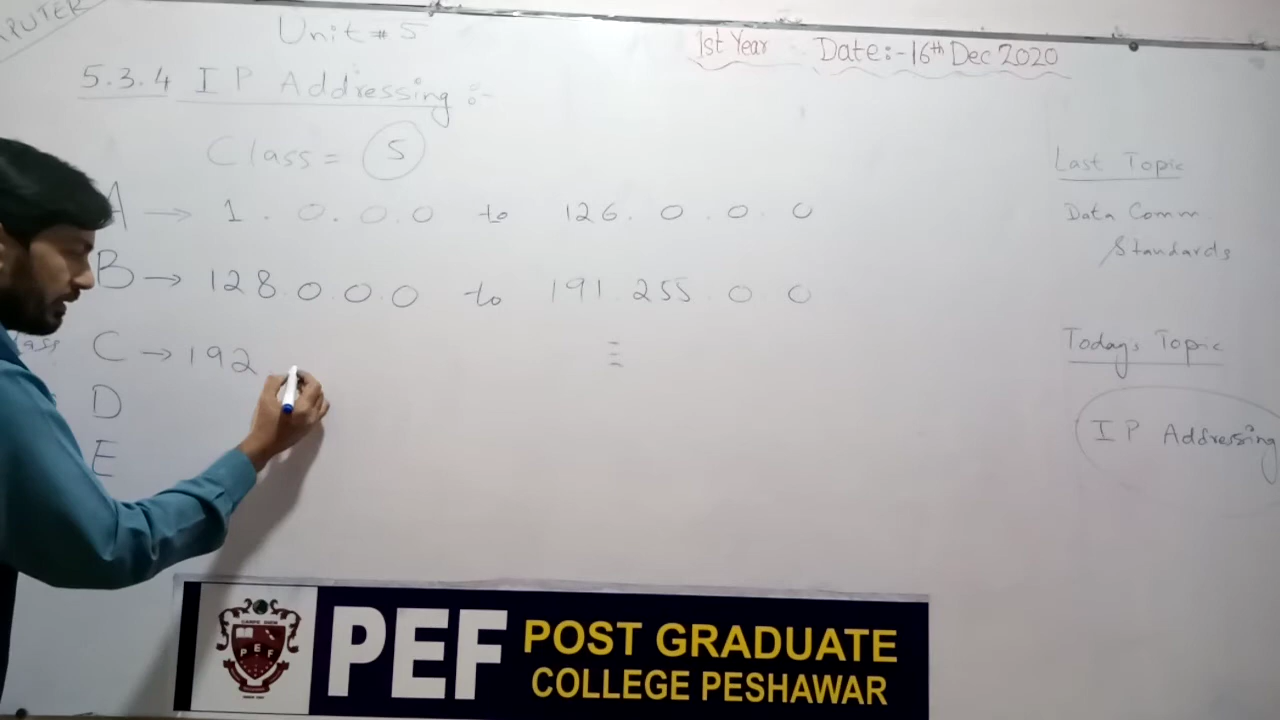 Unit # 5
1st Year Date:-16th Dec 2020
5.3.4 IP Addressing :-
Class = 5
A → 1.0.0.0 to 126.0.0.0
B → 128.0.0.0 to 191.255.0 0
C → 192
D
E
Last Topic
Data Comm.
Standards
Today's Topic
IP Addressing
PEF POST GRADUATE
COLLEGE PESHAWAR
PEF